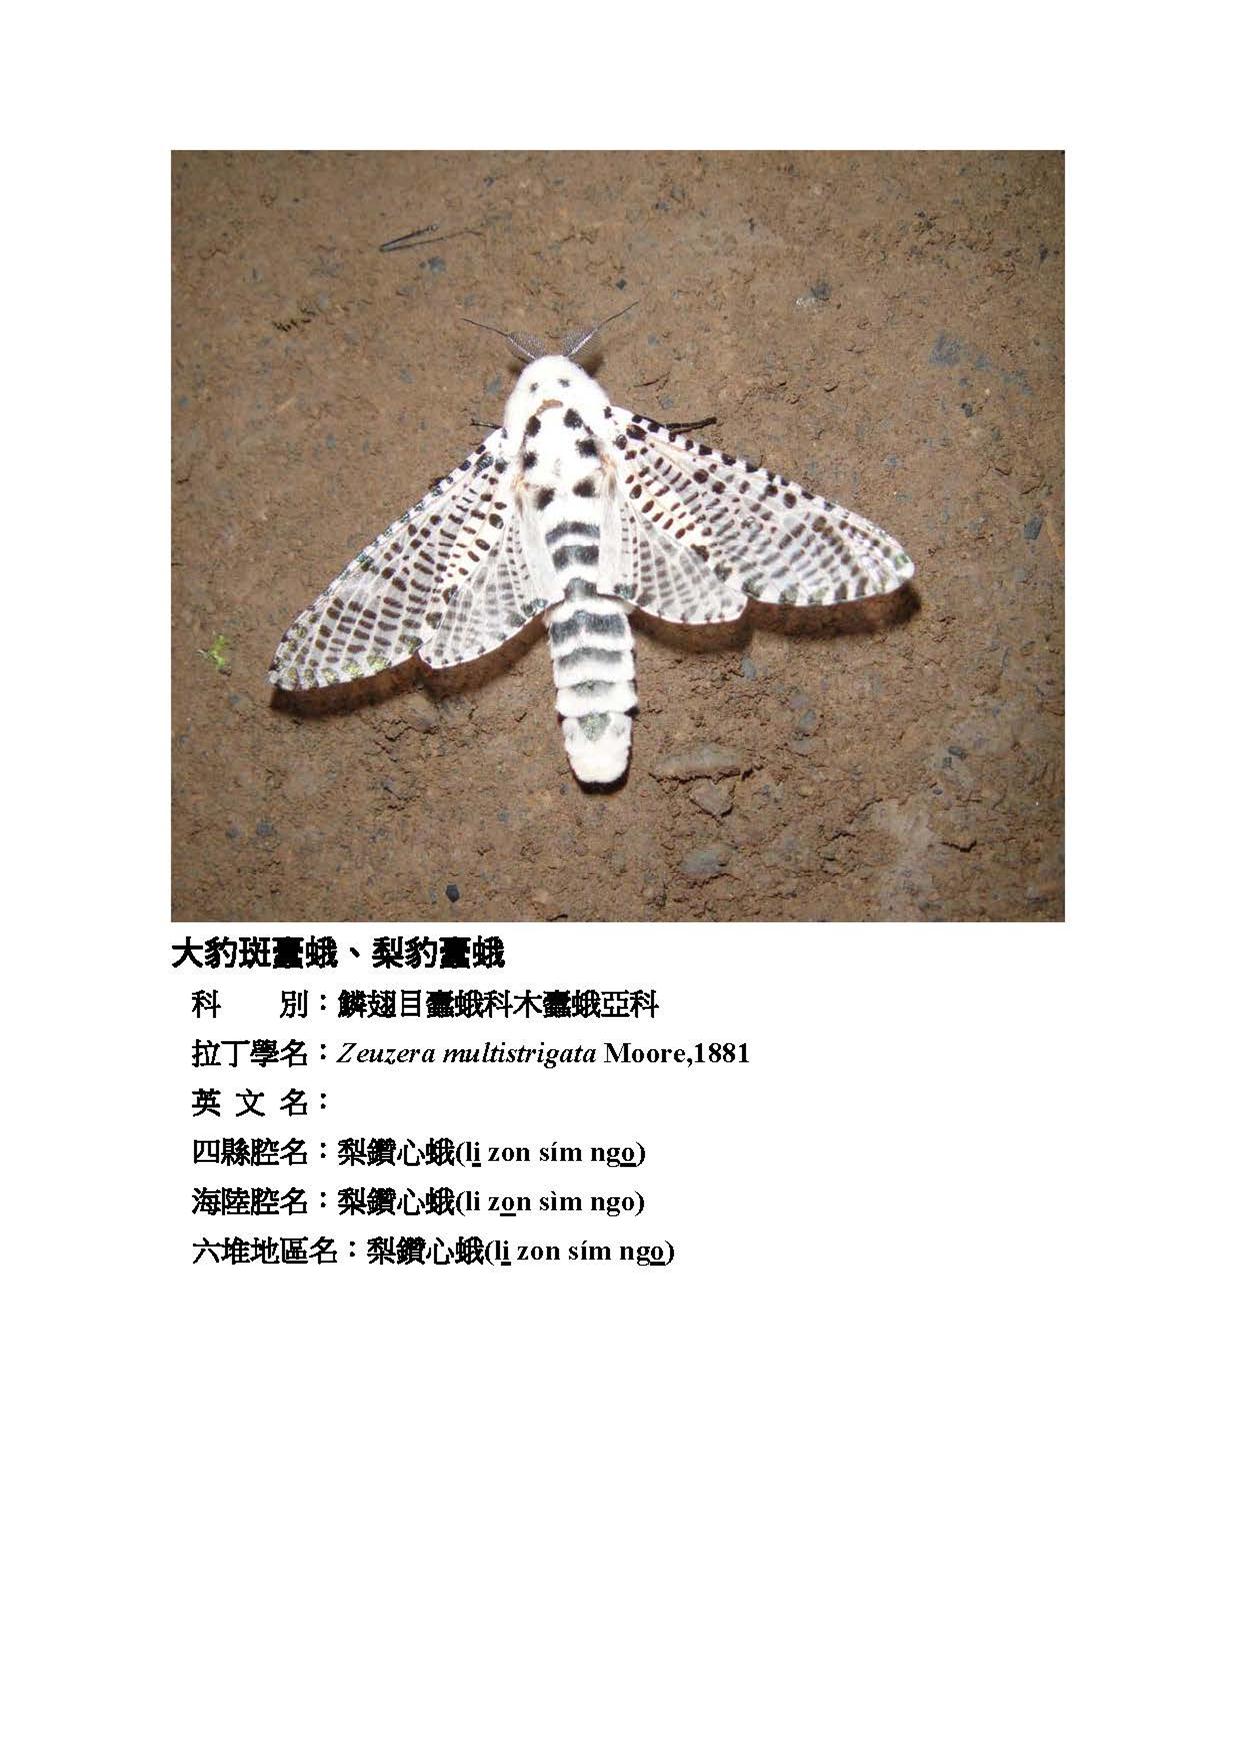 大豹斑蠹蛾、梨豹蠹蛾
科　　別：鱗翅目蠹蛾科木蠹蛾亞科
拉丁學名：Zeuzera multistrigata Moore,1881
英 文 名：
四縣腔名：梨鑽心蛾(li̲ zon sím ngo̲)
海陸腔名：梨鑽心蛾(li zo̲n sìm ngo)
六堆地區名：梨鑽心蛾(li̲ zon sím ngo̲)